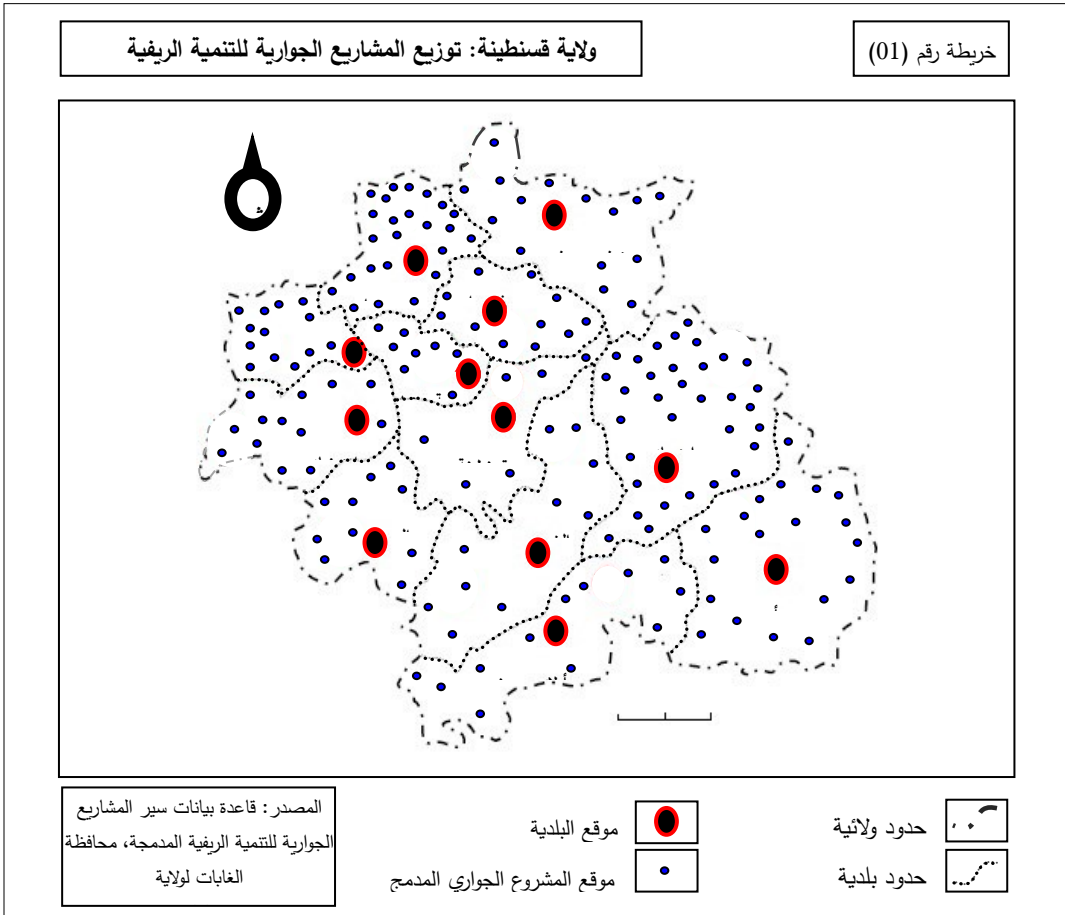 خريطة رقم (01)
ولاية قسنطينة: توزيع المشاريع الجوارية للتنمية الريفية
ش
حدود ولائية
حدود بلدية
موقع البلدية
موقع المشروع الجواري المدمج
المصدر: قاعدة بيانات سير المشاريع
الجوارية للتنمية الريفية المدمجة، محافظة
الغابات لولاية